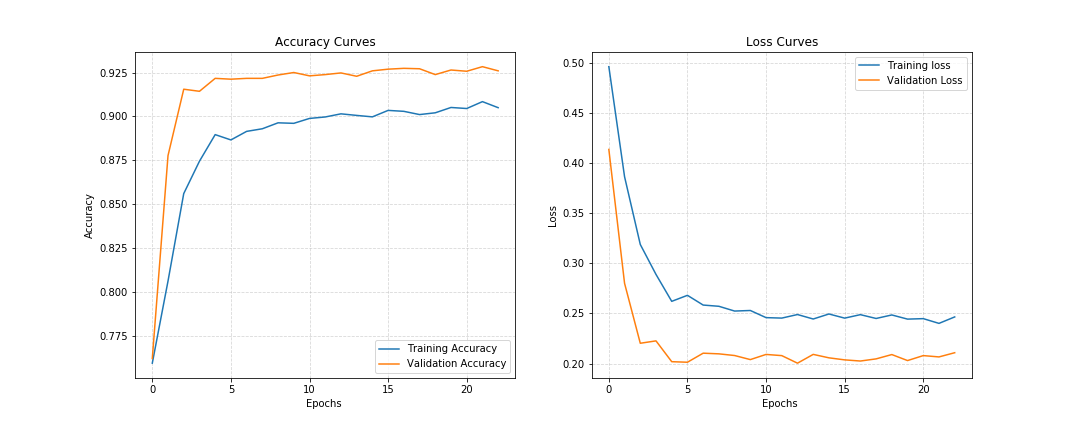 Accuracy Curves
0.925
0.900
0.875
0.850
0.825
0.800
0.775
Accuracy
0 5 10 15 20
Epochs
Training Accuracy
Validation Accuracy
Loss Curves
0.50
0.45
0.40
0.35
0.30
0.25
0.20
Loss
0 5 10 15 20
Epochs
Training loss
Validation Loss